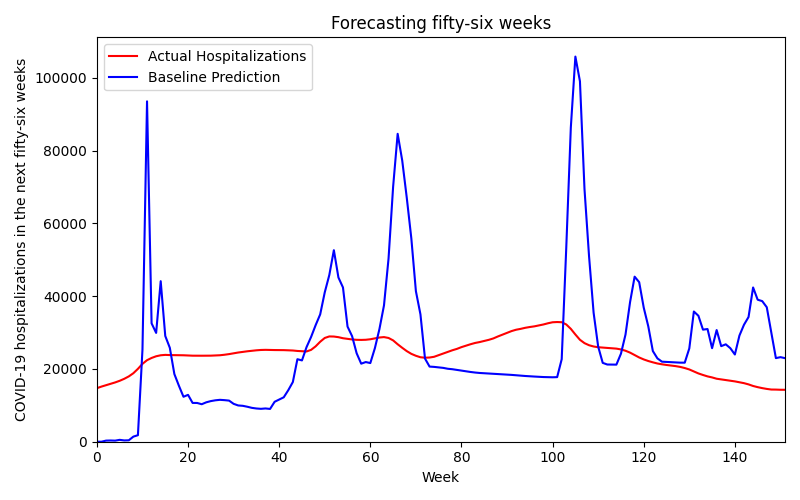 Forecasting fifty-six weeks
Actual Hospitalizations
Baseline Prediction
COVID-19 hospitalizations in the next fifty-six weeks
100000
80000
60000
40000
20000
0
0 20 40 60 80 100 120 140
Week